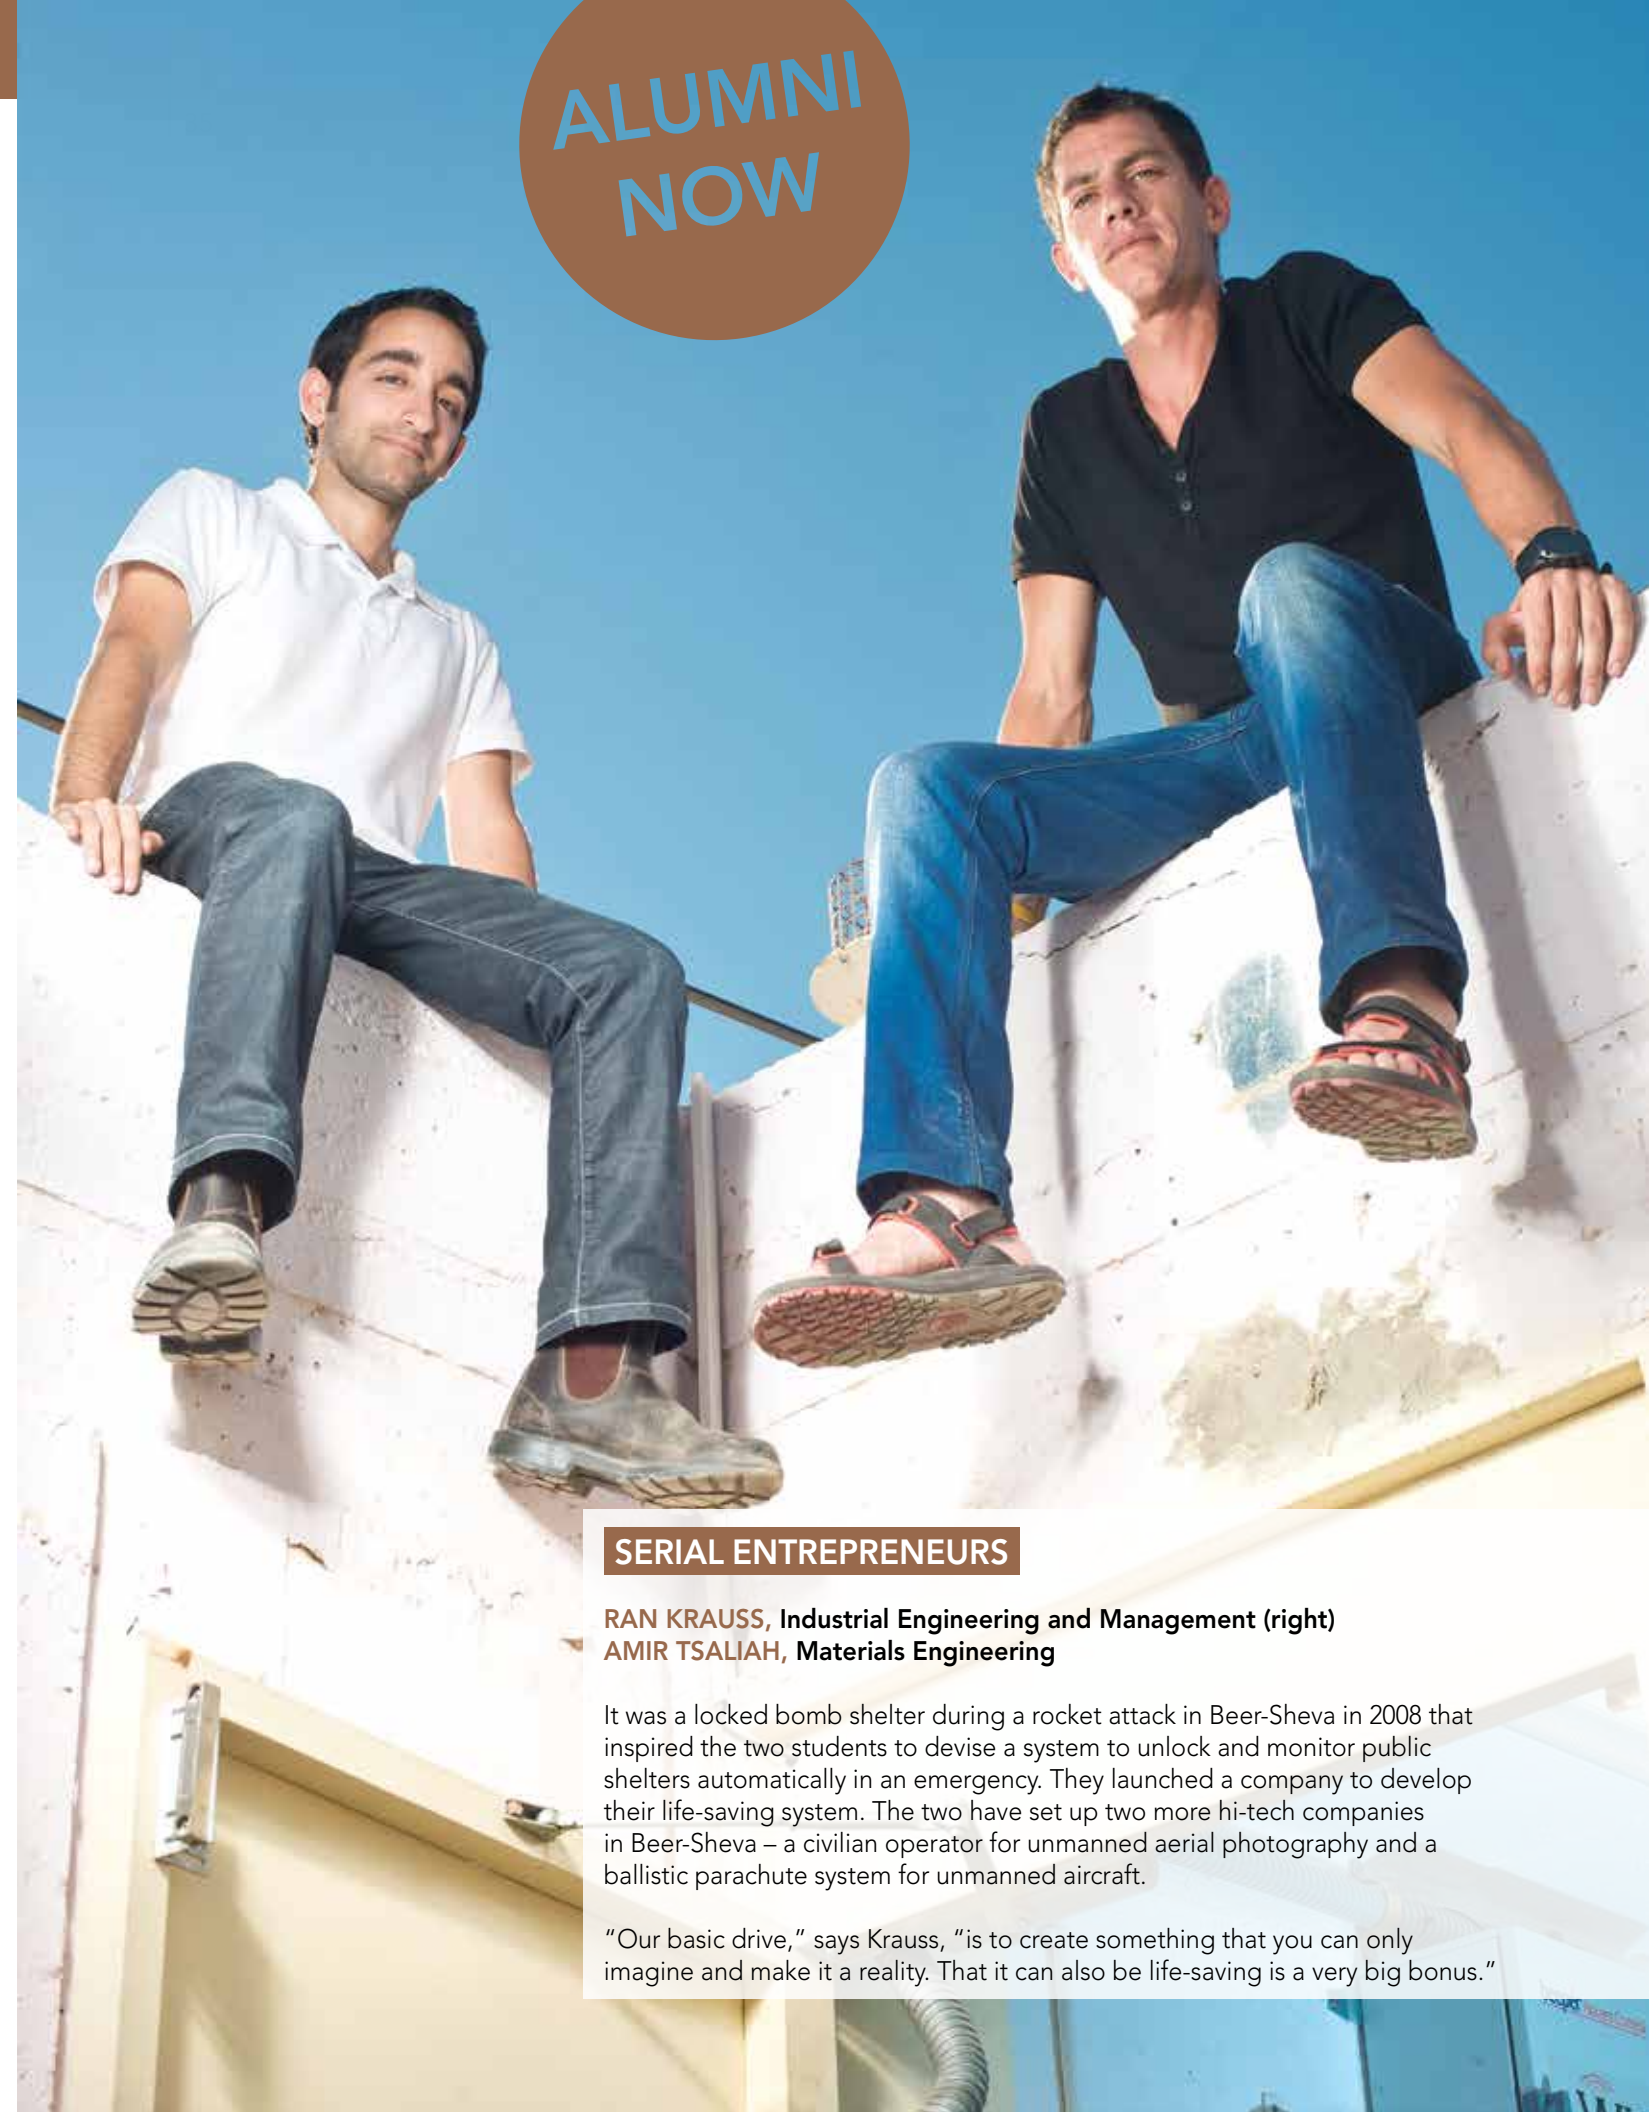 ALUMNI
NOW
SERIAL ENTREPRENEURS
RAN KRAUSS, Industrial Engineering and Management (right)
AMIR TSALIAH, Materials Engineering
It was a locked bomb shelter during a rocket attack in Beer-Sheva in 2008 that
inspired the two students to devise a system to unlock and monitor public
shelters automatically in an emergency. They launched a company to develop
their life-saving system. The two have set up two more hi-tech companies
in Beer-Sheva – a civilian operator for unmanned aerial photography and a
ballistic parachute system for unmanned aircraft.
“Our basic drive,” says Krauss, “is to create something that you can only
imagine and make it a reality. That it can also be life-saving is a very big bonus.”